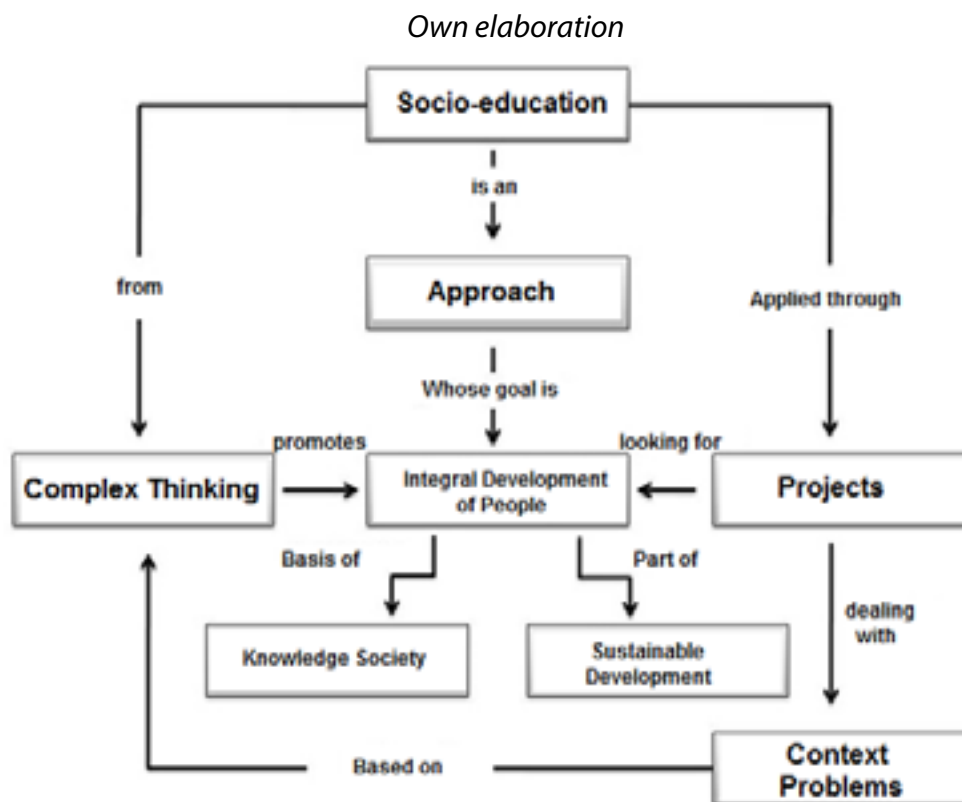 Own elaboration
Socio-education
is an
from
Approach
Applied through
Whose goal is
promotes
looking for
Complex Thinking
Integral Development
of People
Projects
Basis of
Part of
dealing
with
Knowledge Society
Sustainable
Development
Based on
Context
Problems